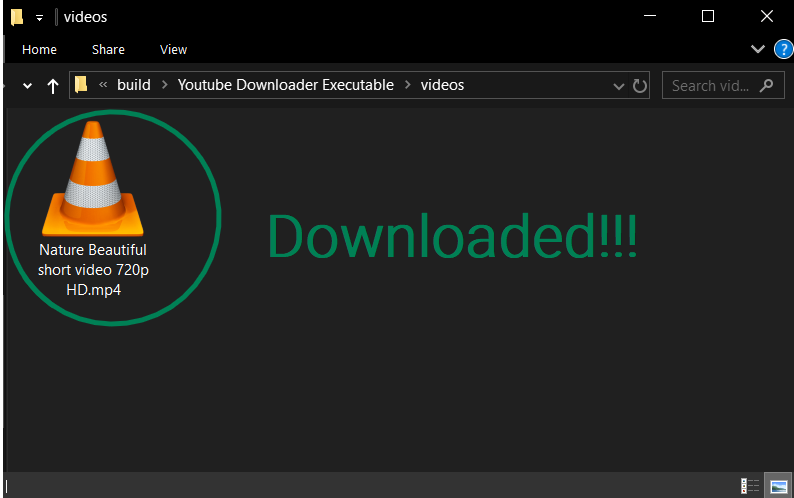 videos
Home Share View
?
« build > Youtube Downloader Executable > videos
Search vid...
Nature Beautiful
short video 720p
HD.mp4
Downloaded!!!